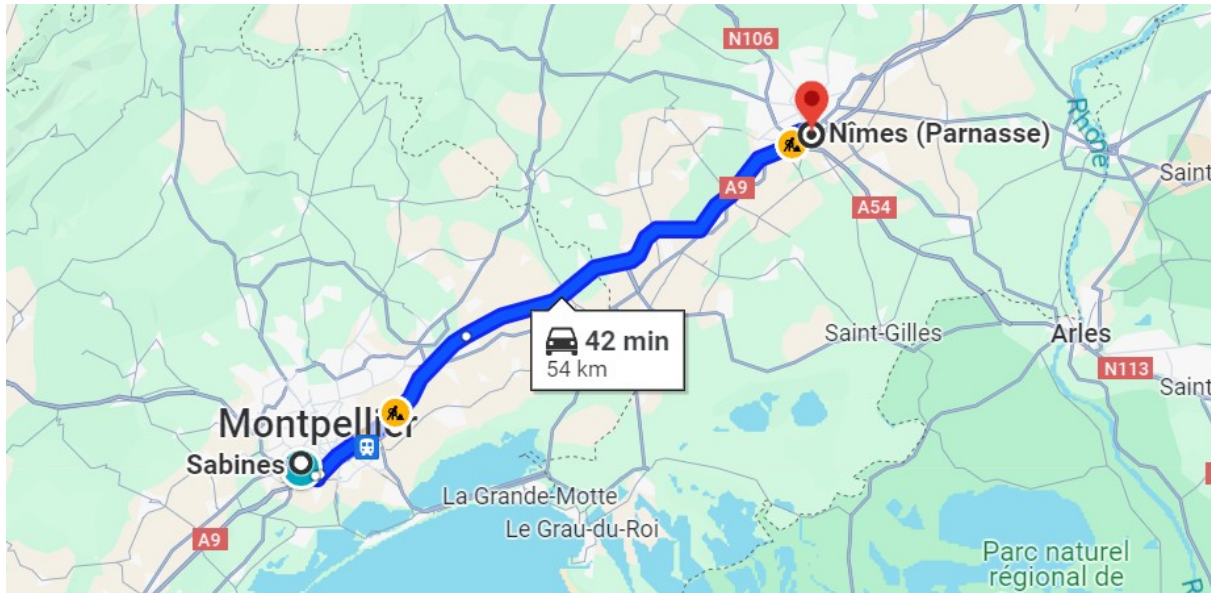 N106
Nîmes (Parnasse)
Rhône
Saint
A9
A54
42 min
54 km
Saint-Gilles
Arles
N113
Saint
Montpellier
Sabines
La Grande-Motte
Le Grau-du-Roi
A9
Parc naturel
régional de